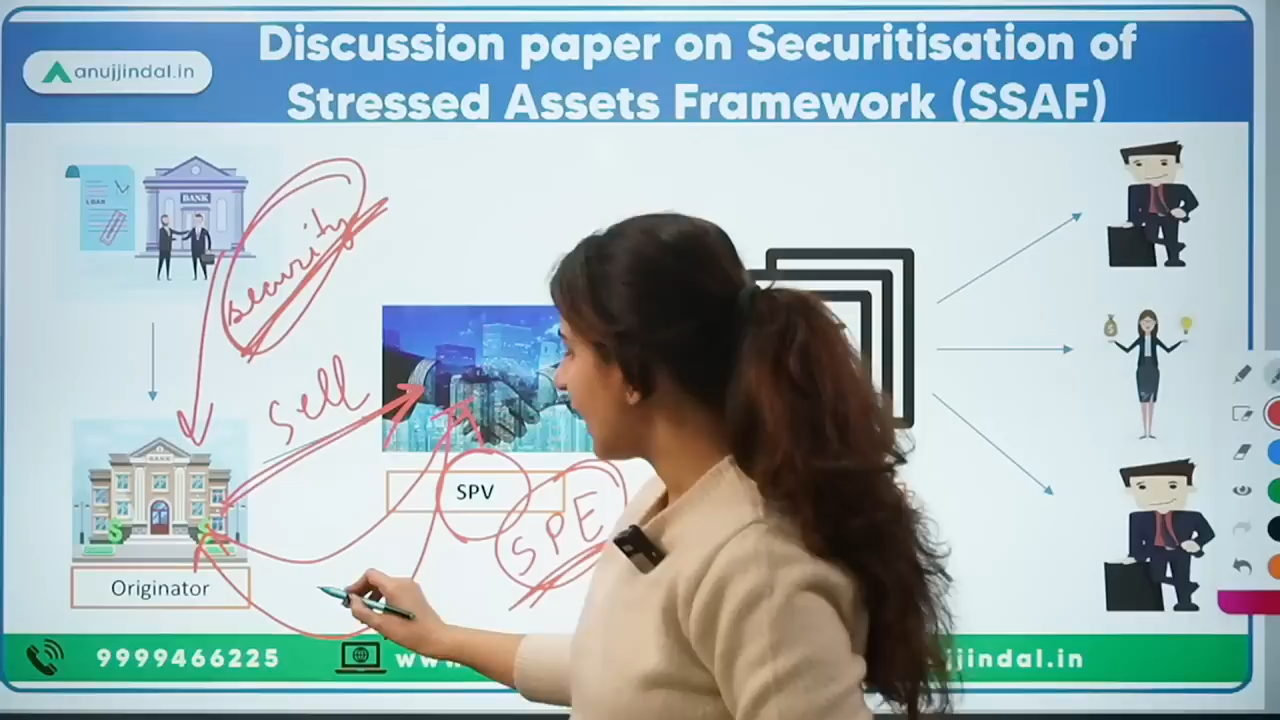 Discussion paper on Securitisation of
Stressed Assets Framework (SSAF)
anujjindal.in
LOAN
BANK
security
Sell
BANK
SPV
SPE
Originator
9999466225
www.
jindal.in